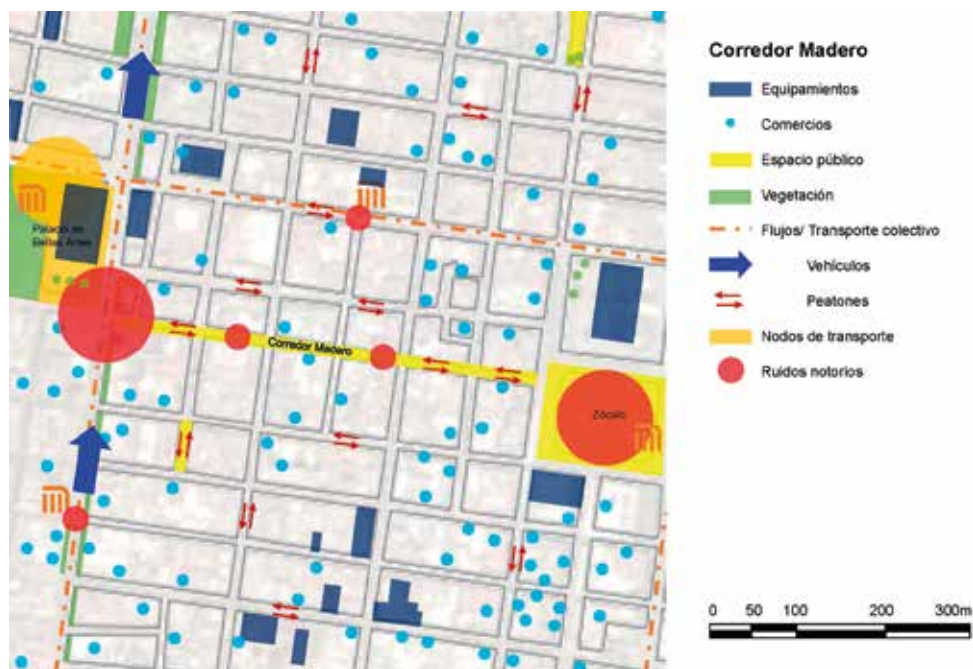 Palacio de
Bellas Artes
Corredor Madero
Zócalo
Corredor Madero
Equipamientos
Comercios
Espacio público
Vegetación
Flujos/ Transporte colectivo
Vehículos
Peatones
Nodos de transporte
Ruidos notorios
0 50 100 200 300m